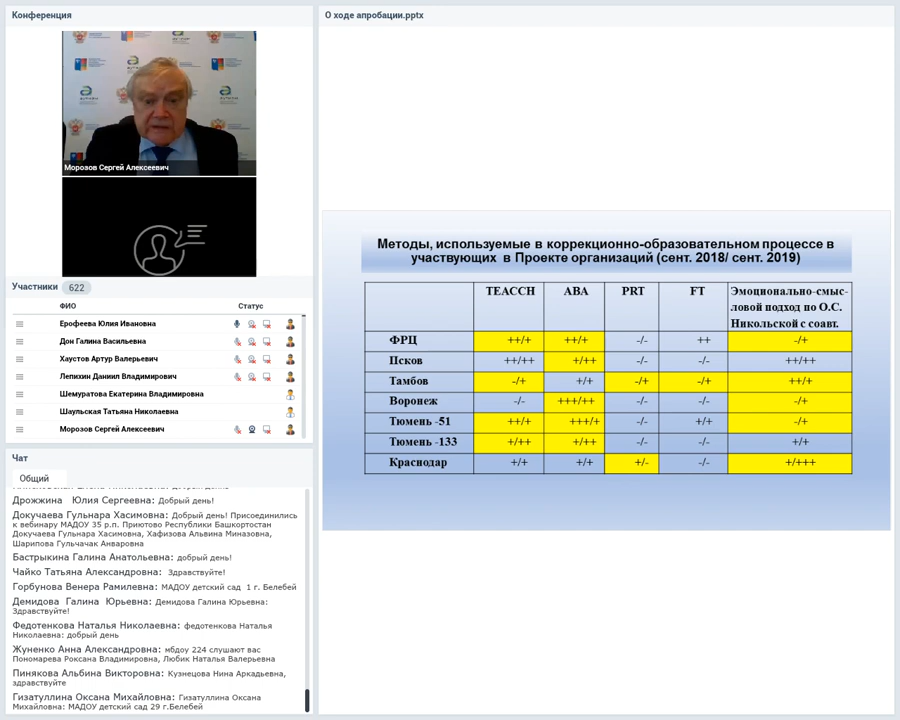 Конференция
Морозов Сергей Алексеевич
Участники 622
ФИО Статус
Ерофеева Юлия Ивановна
Дон Галина Васильевна
Хаустов Артур Валерьевич
Лепихин Даниил Владимирович
Шемуратова Екатерина Владимировна
Шаульская Татьяна Николаевна
Морозов Сергей Алексеевич
Чат
Общий
Дрожжина Юлия Сергеевна: Добрый день!
Докучаева Гульнара Хасимовна: Добрый день! Присоединились
к вебинару МАДОУ 35 р.п. Приютово Республики Башкортостан
Докучаева Гульнара Хасимовна, Хафизова Альвина Миназовна,
Шарипова Гульчачак Анваровна
Бастрыкина Галина Анатольевна: добрый день!
Чайко Татьяна Александровна: Здравствуйте!
Горбунова Венера Рамилевна: МАДОУ детский сад 1 г. Белебей
Демидова Галина Юрьевна: Демидова Галина Юрьевна:
Здравствуйте!
Федотенкова Наталья Николаевна: федотенкова Наталья
Николаевна: добрый день
Жуненко Анна Александровна: мбдоу 224 слушают вас
Пономарева Роксана Владимировна, Любик Наталья Валерьевна
Пинякова Альбина Викторовна: Кузнецова Нина Аркадьевна,
здравствуйте
Гизатуллина Оксана Михайловна: Гизатуллина Оксана
Михайловна: МАДОУ детский сад 29 г.Белебей
О ходе апробации.pptx
Методы, используемые в коррекционно-образовательном процессе в
участвующих в Проекте организаций (сент. 2018/ сент. 2019)
TEACCH ABA PRT FT Эмоционально-смыс-
ловой подход по О.С.
Никольской с соавт.
ФРЦ ++/+ ++/+ -/- ++ -/+
Псков ++/++ +/++ -/- -/- ++/++
Тамбов -/+ +/+ -/+ -/+ ++/+
Воронеж -/- +++/++ -/- -/- -/+
Тюмень -51 ++/+ +++/+ -/- +/+ -/+
Тюмень -133 +/++ +/++ -/- -/- +/+
Краснодар +/+ +/+ +/- -/- +/+++